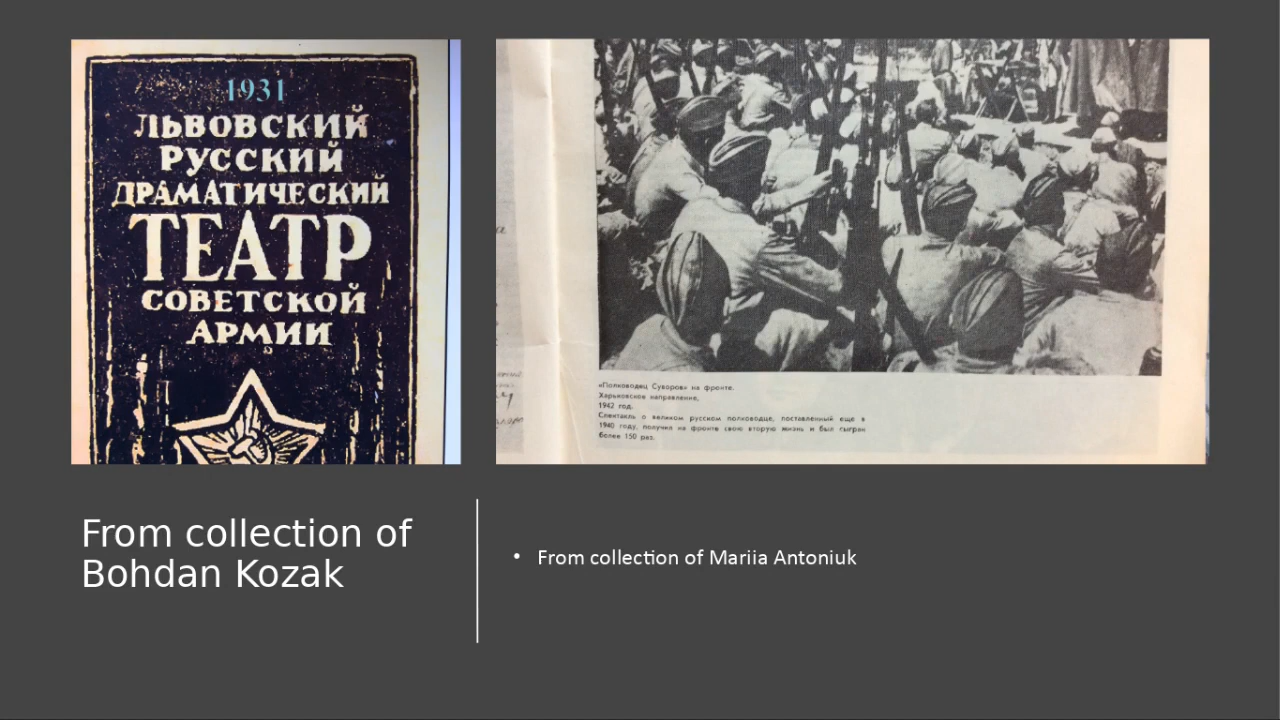 1931
ЛЬВОВСКИЙ
РУССКИЙ
ДРАМАТИЧЕСКИЙ
ТЕАТР
СОВЕТСКОЙ
АРМИИ
«Полководец Суворов» на фронте.
Харьковское направление,
1942 год.
Спектакль о великом русском полководце, поставленный еще в
1940 году, получил на фронте свою вторую жизнь и был сыгран
более 150 раз.
From collection of
Bohdan Kozak
• From collection of Mariia Antoniuk